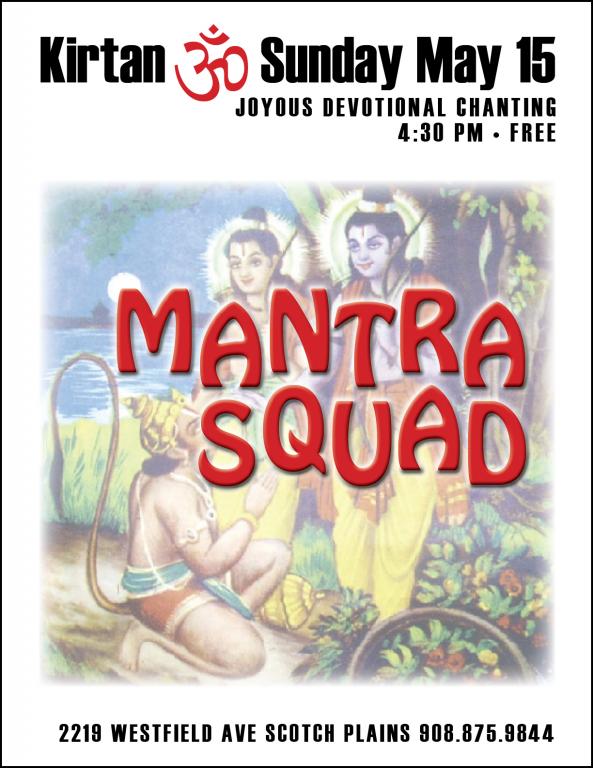 Kirtan ॐ Sunday May 15
JOYOUS DEVOTIONAL CHANTING
4:30 PM • FREE
MANTRA
SQUAD
2219 WESTFIELD AVE SCOTCH PLAINS 908.875.9844